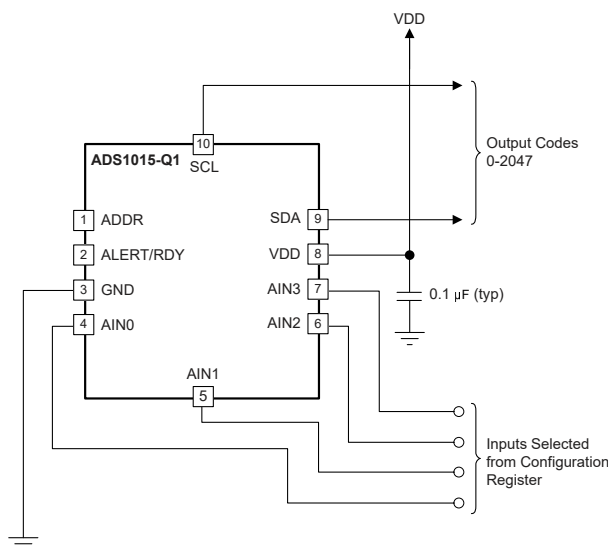 VDD
10
ADS1015-Q1
SCL
Output Codes
0-2047
1 ADDR
SDA 9
2 ALERT/RDY
VDD 8
3 GND
AIN3 7
0.1 µF (typ)
4 AIN0
AIN2 6
AIN1
5
Inputs Selected
from Configuration
Register